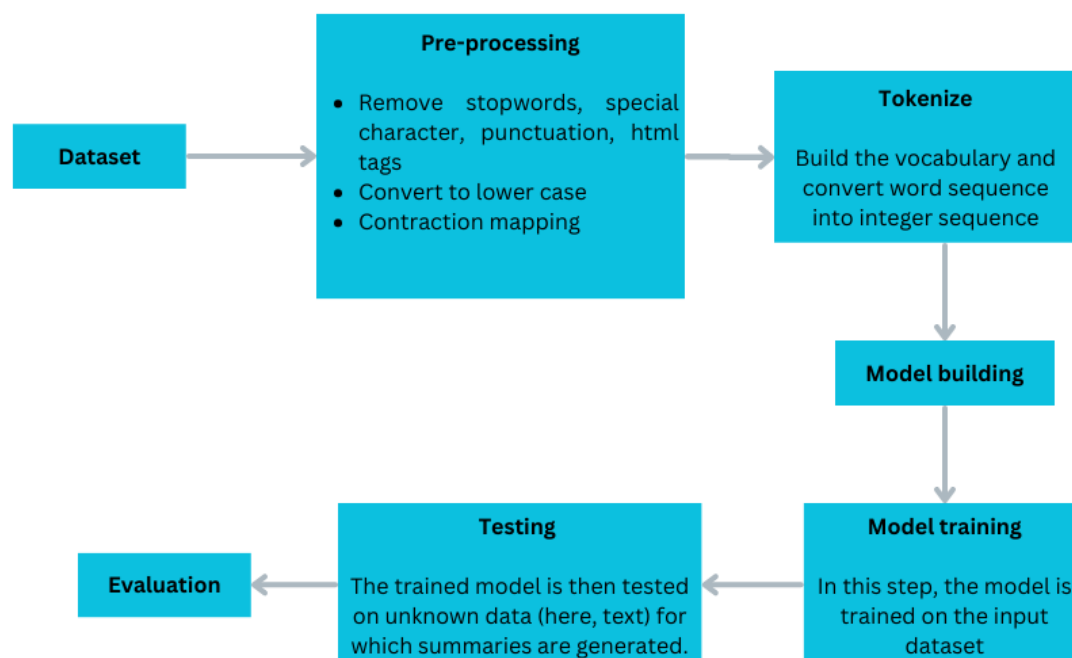 Dataset
Pre-processing
• Remove stopwords, special
character, punctuation, html
tags
• Convert to lower case
• Contraction mapping
Tokenize
Build the vocabulary and
convert word sequence
into integer sequence
Model building
Model training
In this step, the model is
trained on the input
dataset
Testing
The trained model is then tested
on unknown data (here, text) for
which summaries are generated.
Evaluation